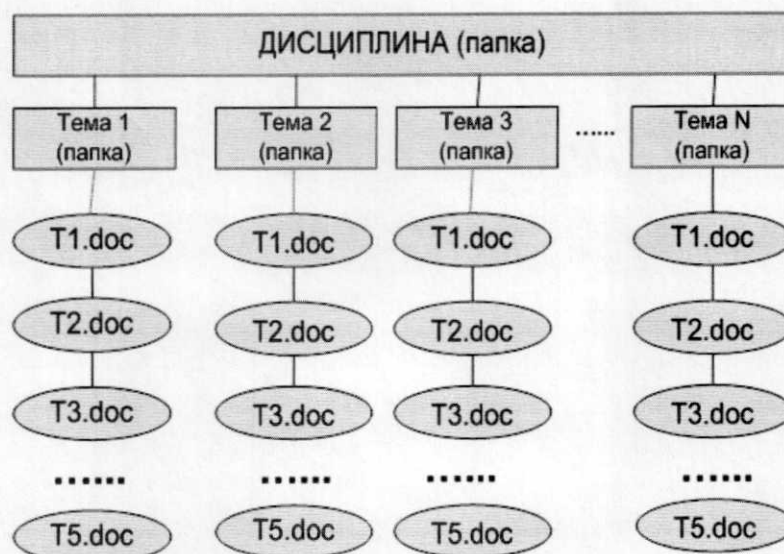 ДИСЦИПЛИНА (папка)
Тема 1
(папка)
Тема 2
(папка)
Тема 3
(папка)
......
Тема N
(папка)
T1.doc
T1.doc
T1.doc
T1.doc
T2.doc
T2.doc
T2.doc
T2.doc
T3.doc
T3.doc
T3.doc
T3.doc
......
......
......
......
T5.doc
T5.doc
T5.doc
T5.doc